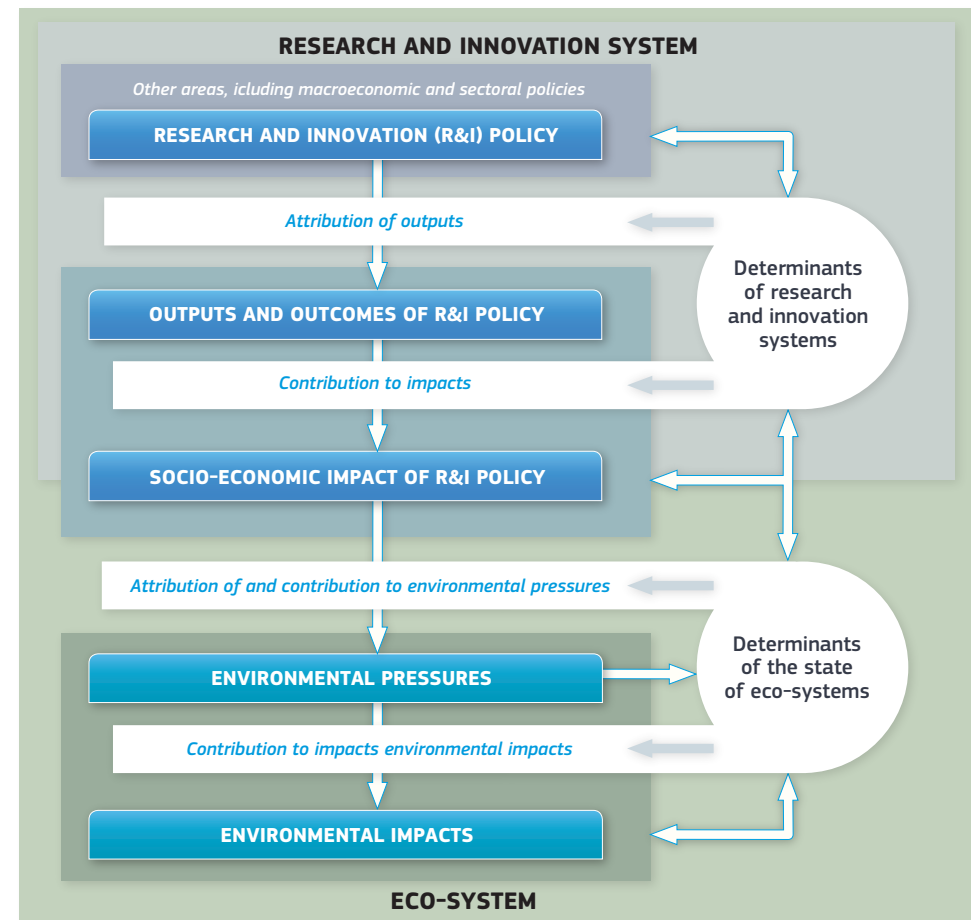 RESEARCH AND INNOVATION SYSTEM
Other areas, icluding macroeconomic and sectoral policies
RESEARCH AND INNOVATION (R&I) POLICY
Attribution of outputs
Determinants
of research
and innovation
systems
OUTPUTS AND OUTCOMES OF R&I POLICY
Contribution to impacts
SOCIO-ECONOMIC IMPACT OF R&I POLICY
Attribution of and contribution to environmental pressures
Determinants
of the state
of eco-systems
ENVIRONMENTAL PRESSURES
Contribution to impacts environmental impacts
ENVIRONMENTAL IMPACTS
ECO-SYSTEM